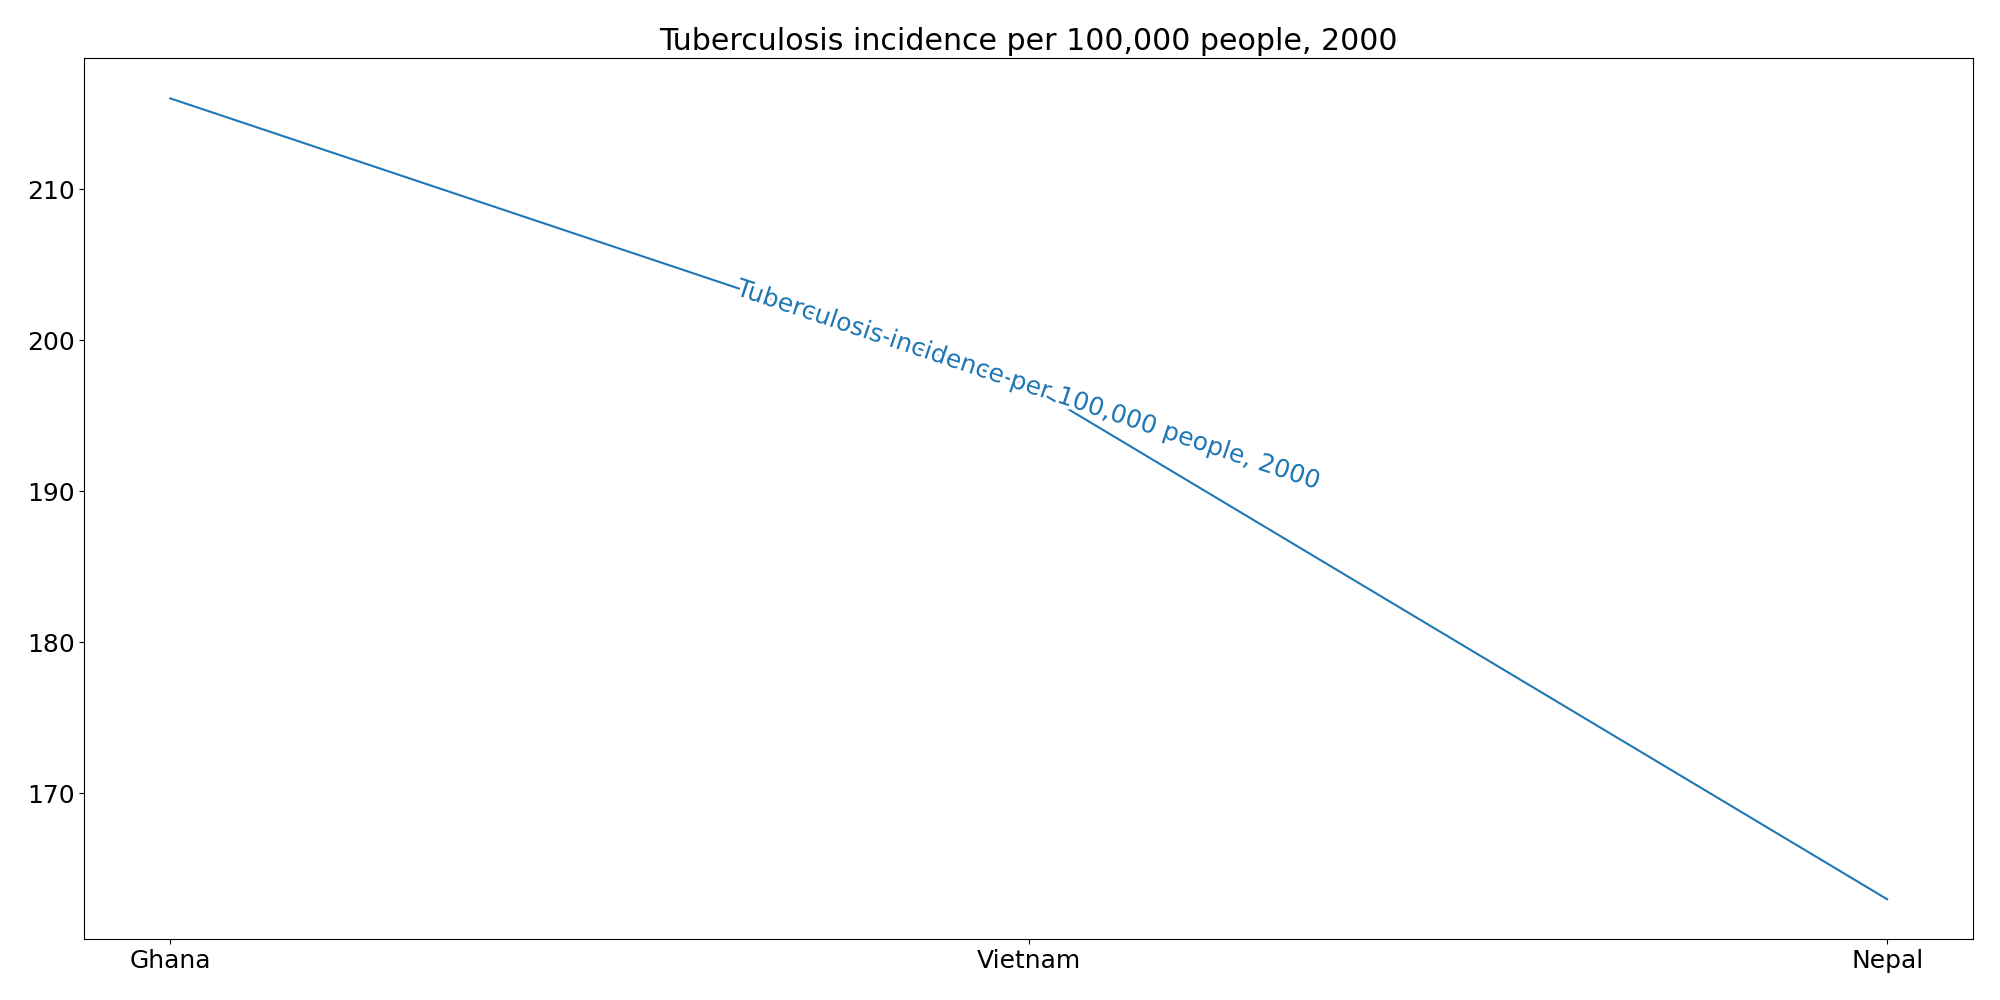 Tuberculosis incidence per 100,000 people, 2000
210
200
190
180
170
Tuberculosis incidence per 100,000 people, 2000
Ghana
Vietnam
Nepal